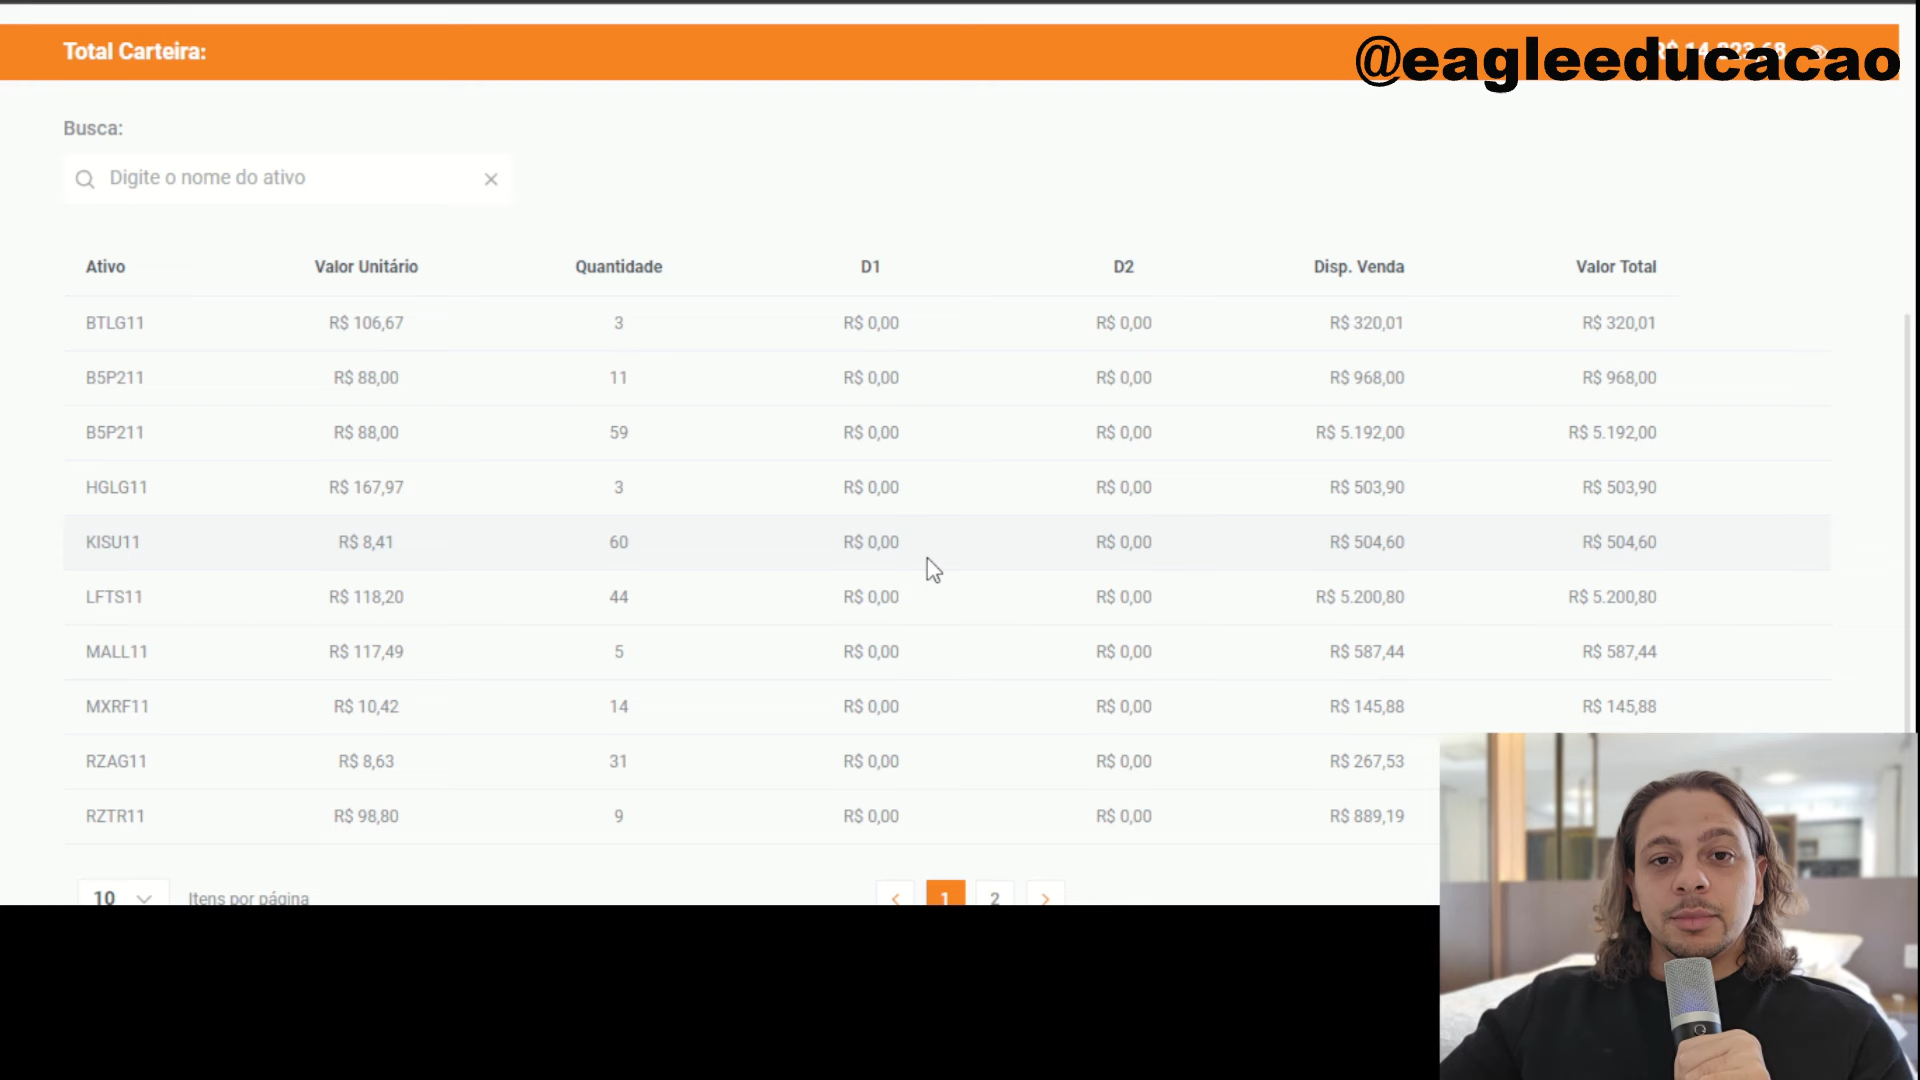 Total Carteira:
@eagleeducacao
Busca:
Digite o nome do ativo
Ativo Valor Unitário Quantidade D1 D2 Disp. Venda Valor Total
BTLG11 R$ 106,67 3 R$ 0,00 R$ 0,00 R$ 320,01 R$ 320,01
B5P211 R$ 88,00 11 R$ 0,00 R$ 0,00 R$ 968,00 R$ 968,00
B5P211 R$ 88,00 59 R$ 0,00 R$ 0,00 R$ 5.192,00 R$ 5.192,00
HGLG11 R$ 167,97 3 R$ 0,00 R$ 0,00 R$ 503,90 R$ 503,90
KISU11 R$ 8,41 60 R$ 0,00 R$ 0,00 R$ 504,60 R$ 504,60
LFTS11 R$ 118,20 44 R$ 0,00 R$ 0,00 R$ 5.200,80 R$ 5.200,80
MALL11 R$ 117,49 5 R$ 0,00 R$ 0,00 R$ 587,44 R$ 587,44
MXRF11 R$ 10,42 14 R$ 0,00 R$ 0,00 R$ 145,88 R$ 145,88
RZAG11 R$ 8,63 31 R$ 0,00 R$ 0,00 R$ 267,53
RZTR11 R$ 98,80 9 R$ 0,00 R$ 0,00 R$ 889,19
10 Itens por página 1 2